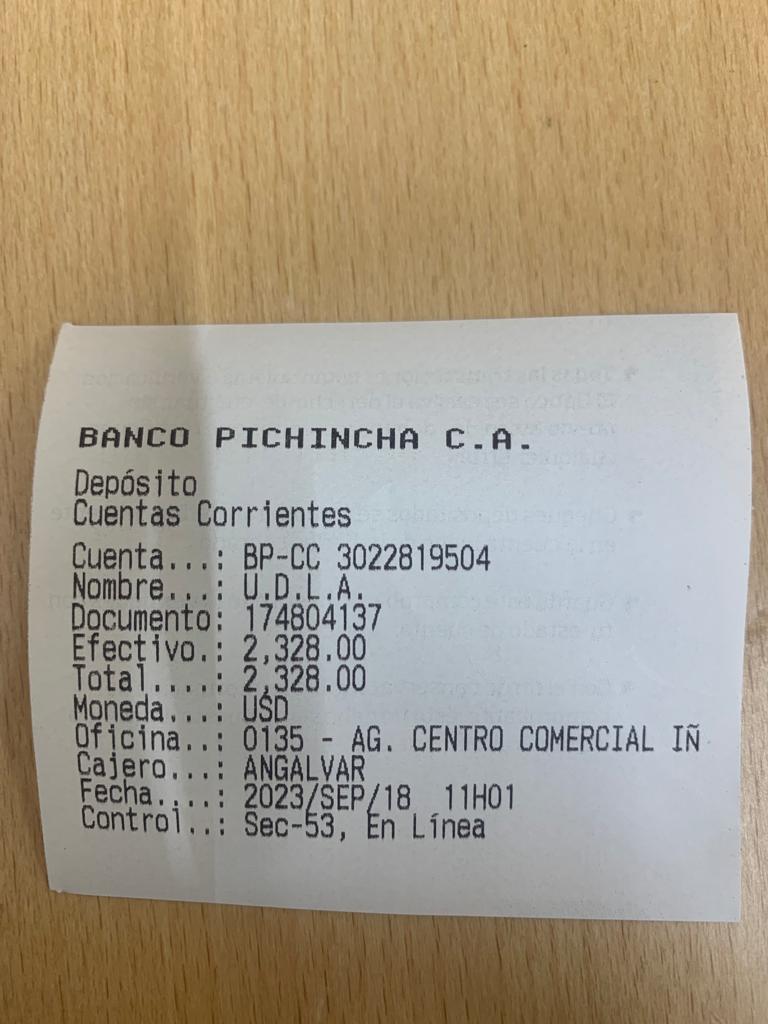 BANCO PICHINCHA C.A.
Depósito
Cuentas Corrientes
Cuenta...: BP-CC 3022819504
Nombre...: U.D.L.A.
Documento: 174804137
Efectivo.: 2,328.00
Total....: 2,328.00
Moneda...: USD
Oficina..: 0135 - AG. CENTRO COMERCIAL IÑ
Cajero...: ANGALVAR
Fecha....: 2023/SEP/18 11H01
Control..: Sec-53, En Línea